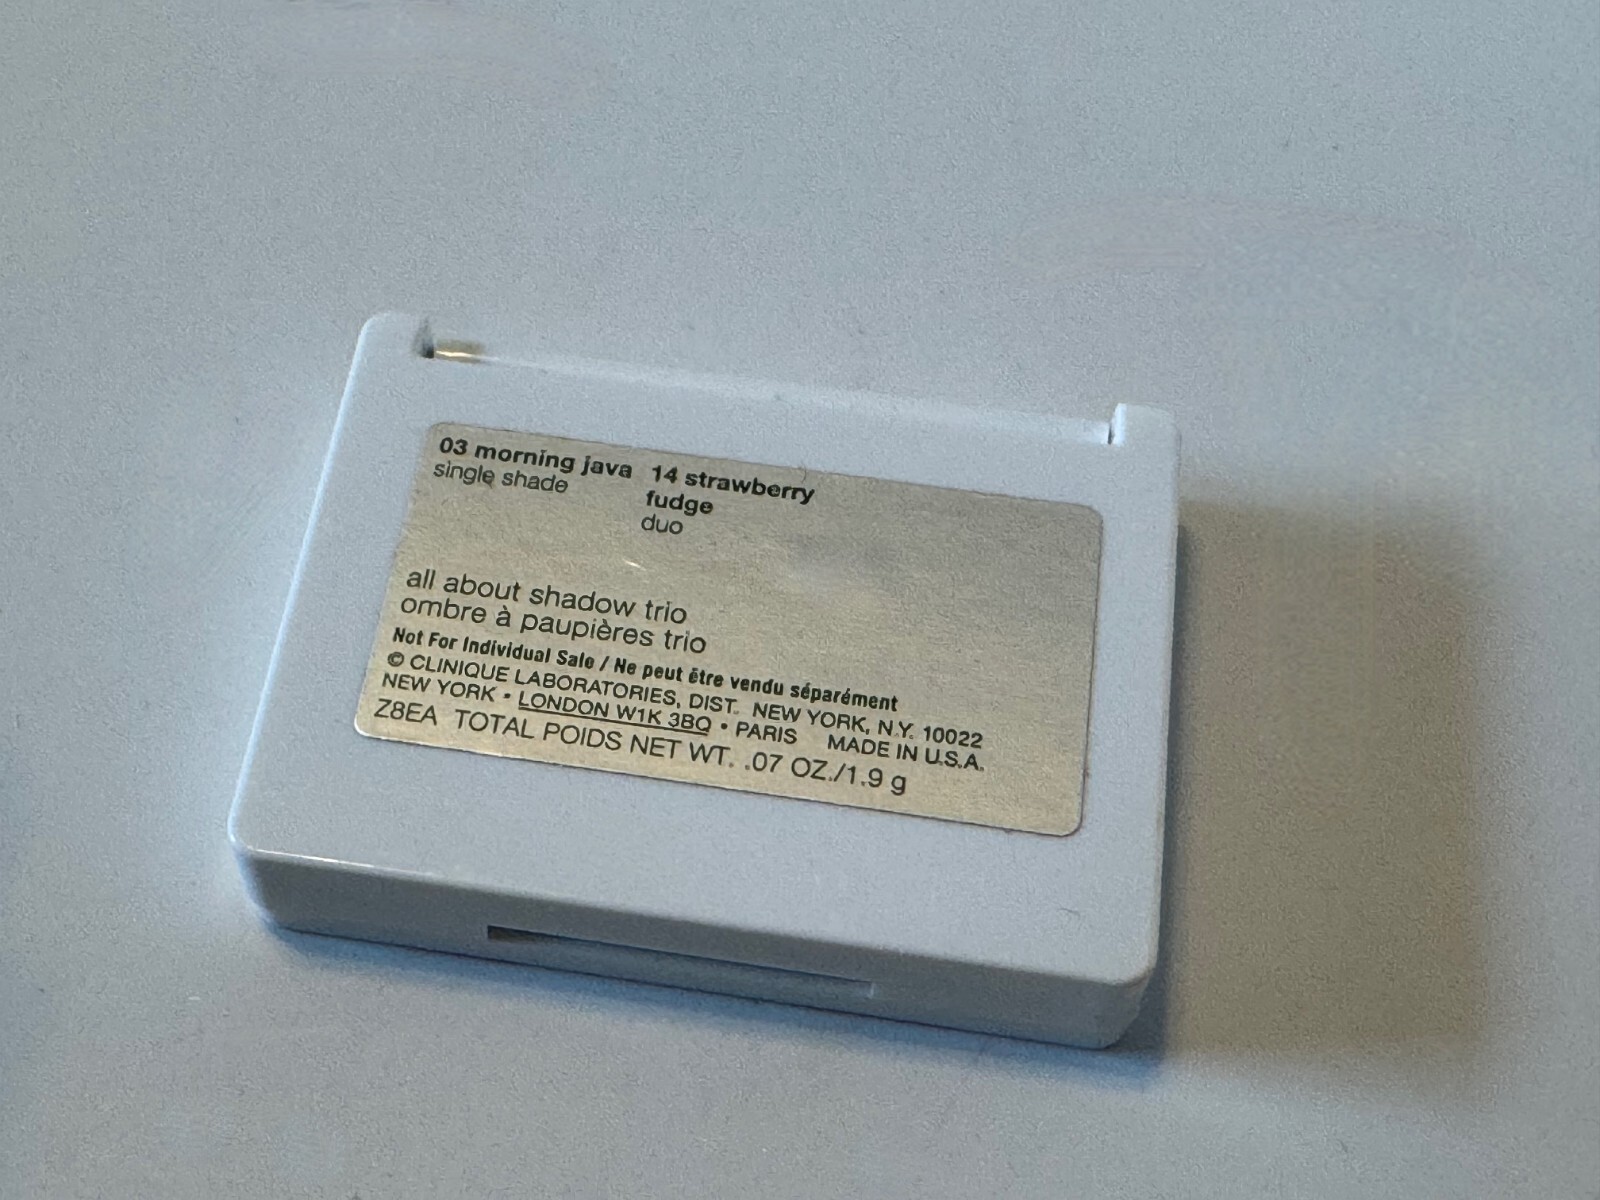 03 morning java 14 strawberry
single shade fudge
duo
all about shadow trio
ombre à paupières trio
Not For Individual Sale / Ne peut être vendu séparément
© CLINIQUE LABORATORIES, DIST. NEW YORK, N.Y. 10022
NEW YORK • LONDON W1K 3BQ • PARIS MADE IN U.S.A.
Z8EA TOTAL POIDS NET WT. .07 OZ./1.9 g